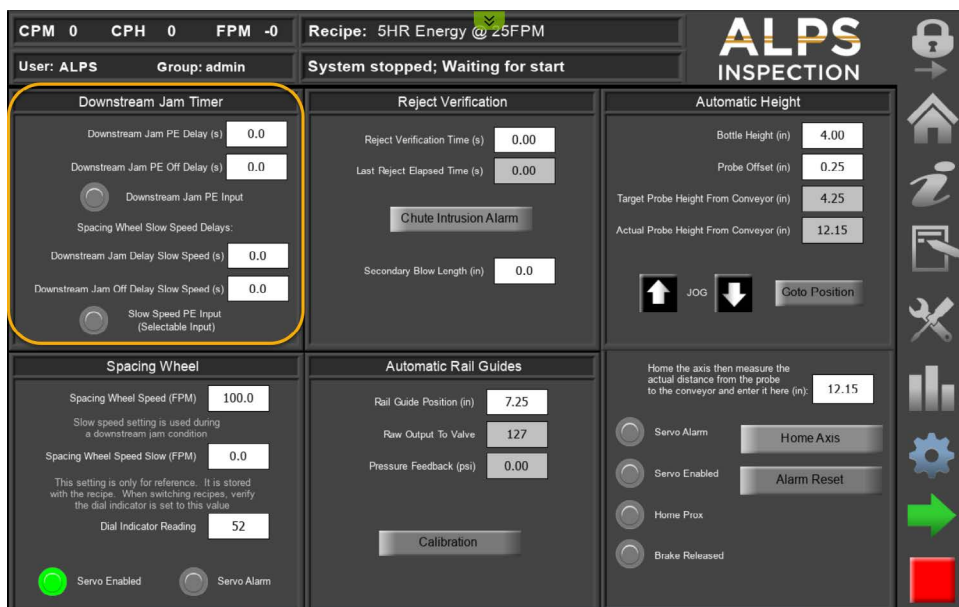 CPM 0 CPH 0 FPM -0
Recipe: 5HR Energy @ 25FPM
ALPS
INSPECTION
User: ALPS Group: admin
System stopped; Waiting for start
Downstream Jam Timer
Downstream Jam PE Delay (s) 0.0
Downstream Jam PE Off Delay (s) 0.0
Downstream Jam PE Input
Spacing Wheel Slow Speed Delays:
Downstream Jam Delay Slow Speed (s) 0.0
Downstream Jam Off Delay Slow Speed (s) 0.0
Slow Speed PE Input
(Selectable Input)
Reject Verification
Reject Verification Time (s) 0.00
Last Reject Elapsed Time (s) 0.00
Chute Intrusion Alarm
Secondary Blow Length (in) 0.0
Automatic Height
Bottle Height (in) 4.00
Probe Offset (in) 0.25
Target Probe Height From Conveyor (in) 4.25
Actual Probe Height From Conveyor (in) 12.15
JOG Goto Position
Spacing Wheel
Spacing Wheel Speed (FPM) 100.0
Slow speed setting is used during
a downstream jam condition
Spacing Wheel Speed Slow (FPM) 0.0
This setting is only for reference. It is stored
with the recipe. When switching recipes, verify
the dial indicator is set to this value
Dial Indicator Reading 52
Servo Enabled Servo Alarm
Automatic Rail Guides
Rail Guide Position (in) 7.25
Raw Output To Valve 127
Pressure Feedback (psi) 0.00
Calibration
Home the axis then measure the
actual distance from the probe
to the conveyor and enter it here (in): 12.15
Servo Alarm Home Axis
Servo Enabled Alarm Reset
Home Prox
Brake Released